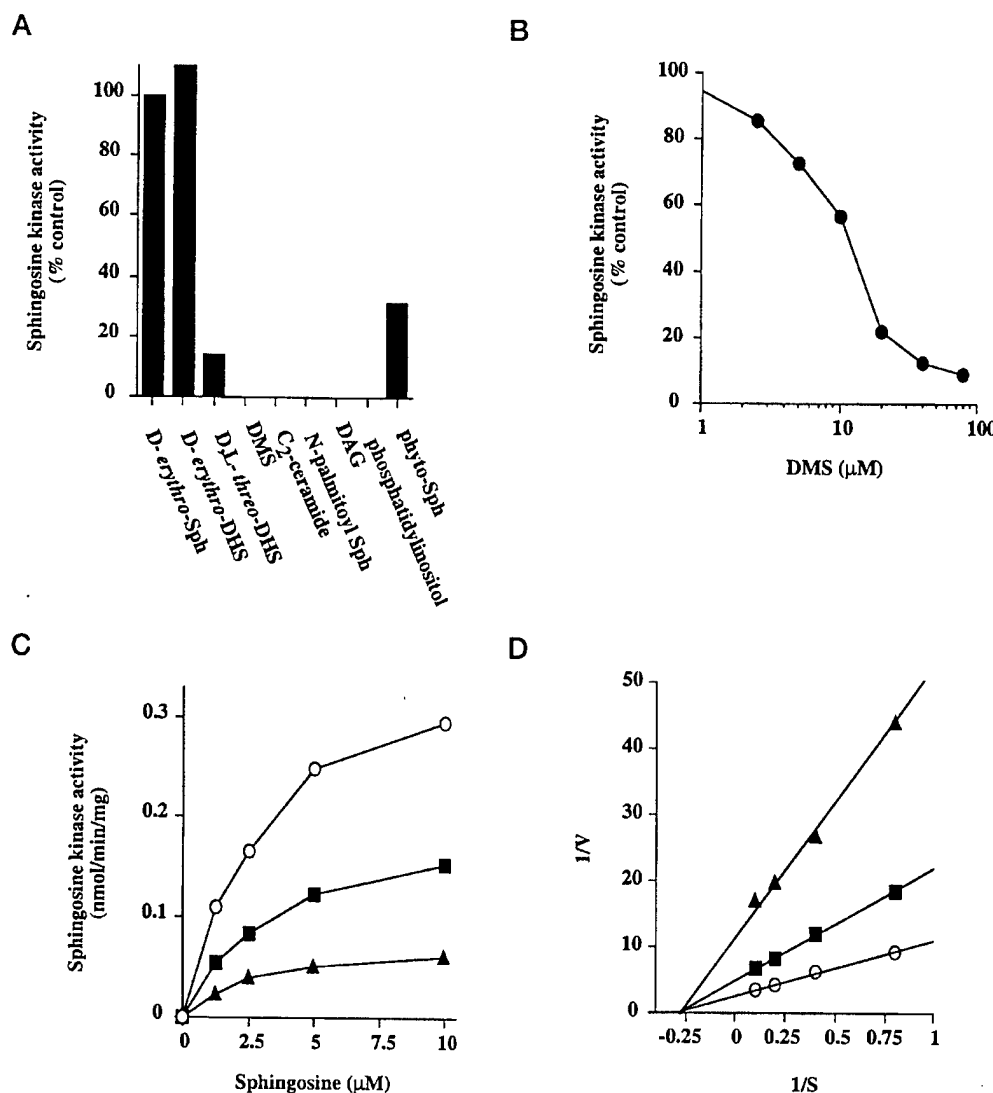 A
Sphingosine kinase activity
(% control)
100
80
60
40
20
0
D- erythro-Sph
D- erythro-DHS
D,L- threo-DHS
DMS
C2-ceramide
N-palmitoyl Sph
DAG
phosphatidylinositol
phyto-Sph
B
Sphingosine kinase activity
(% control)
100
80
60
40
20
0
1
10
100
DMS (µM)
C
Sphingosine kinase activity
(nmol/min/mg)
0.3
0.2
0.1
0
0
2.5
5
7.5
10
Sphingosine (µM)
D
1/V
50
40
30
20
10
0
-0.25
0
0.25
0.50
0.75
1
1/S